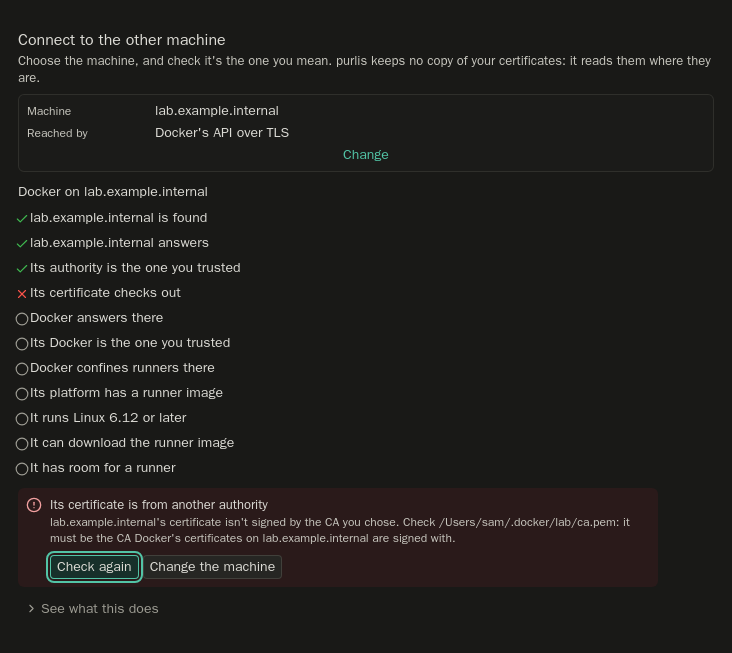 Connect to the other machine
Choose the machine, and check it's the one you mean. purlis keeps no copy of your certificates: it reads them where they
are.
Machine lab.example.internal
Reached by Docker's API over TLS
Change
Docker on lab.example.internal
lab.example.internal is found
lab.example.internal answers
Its authority is the one you trusted
Its certificate checks out
Docker answers there
Its Docker is the one you trusted
Docker confines runners there
Its platform has a runner image
It runs Linux 6.12 or later
It can download the runner image
It has room for a runner
Its certificate is from another authority
lab.example.internal's certificate isn't signed by the CA you chose. Check /Users/sam/.docker/lab/ca.pem: it
must be the CA Docker's certificates on lab.example.internal are signed with.
Check again Change the machine
See what this does